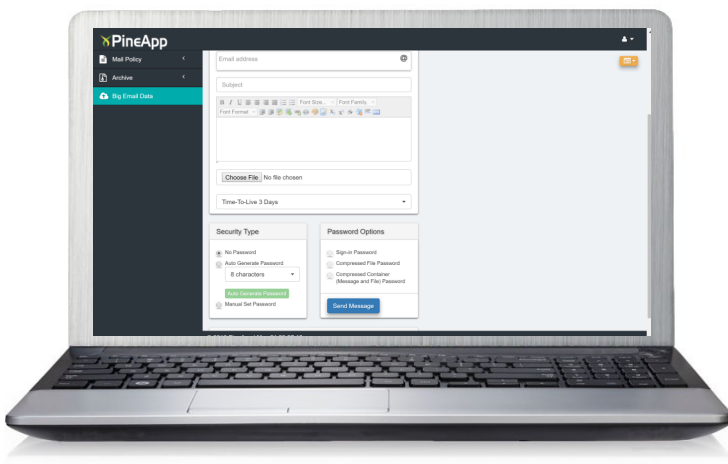 PineApp
Mail Policy
Archive
Big Email Data
Email address @
Subject
B I U Font Size... Font Family
Font Format
Choose File No file chosen
Time-To-Live 3 Days
Security Type
No Password
Auto Generate Password
8 characters
Auto Generate Password
Manual Set Password
Password Options
Sign-in Password
Compressed File Password
Compressed Container
(Message and File) Password
Send Message